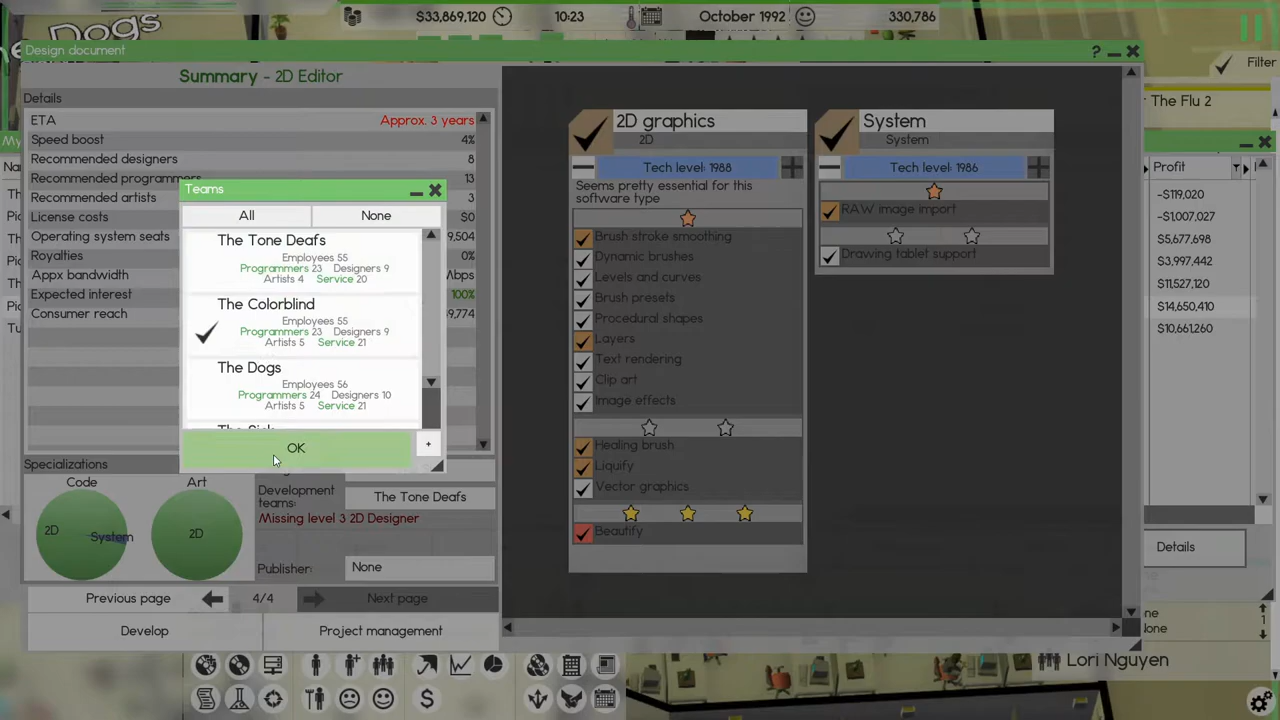 Dogs
$33,869,120
10:23
October 1992
330,786
Design document
?
Filter
Summary - 2D Editor
Details
ETA Approx. 3 years
Speed boost 4%
Recommended designers 8
Recommended programmers 13
Recommended artists 3
License costs $0
Operating system seats 9,504
Royalties 0%
Appx bandwidth Mbps
Expected interest 100%
Consumer reach 9,774
Teams
All None
The Tone Deafs
Employees 55
Programmers 23 Designers 9
Artists 4 Service 20
The Colorblind
Employees 55
Programmers 23 Designers 9
Artists 5 Service 21
The Dogs
Employees 56
Programmers 24 Designers 10
Artists 5 Service 21
OK
+
Specializations
Code Art
2D System 2D
Development teams:
The Tone Deafs
Missing level 3 2D Designer
Publisher: None
Previous page 4/4 Next page
Develop Project management
2D graphics
2D
Tech level: 1988
Seems pretty essential for this
software type
Brush stroke smoothing
Dynamic brushes
Levels and curves
Brush presets
Procedural shapes
Layers
Text rendering
Clip art
Image effects
Healing brush
Liquify
Vector graphics
Beautify
System
System
Tech level: 1986
RAW image import
Drawing tablet support
The Flu 2
Profit
-$119,020
-$1,007,027
$5,677,698
$3,997,442
$11,527,120
$14,650,410
$10,661,260
Details
1
Lori Nguyen